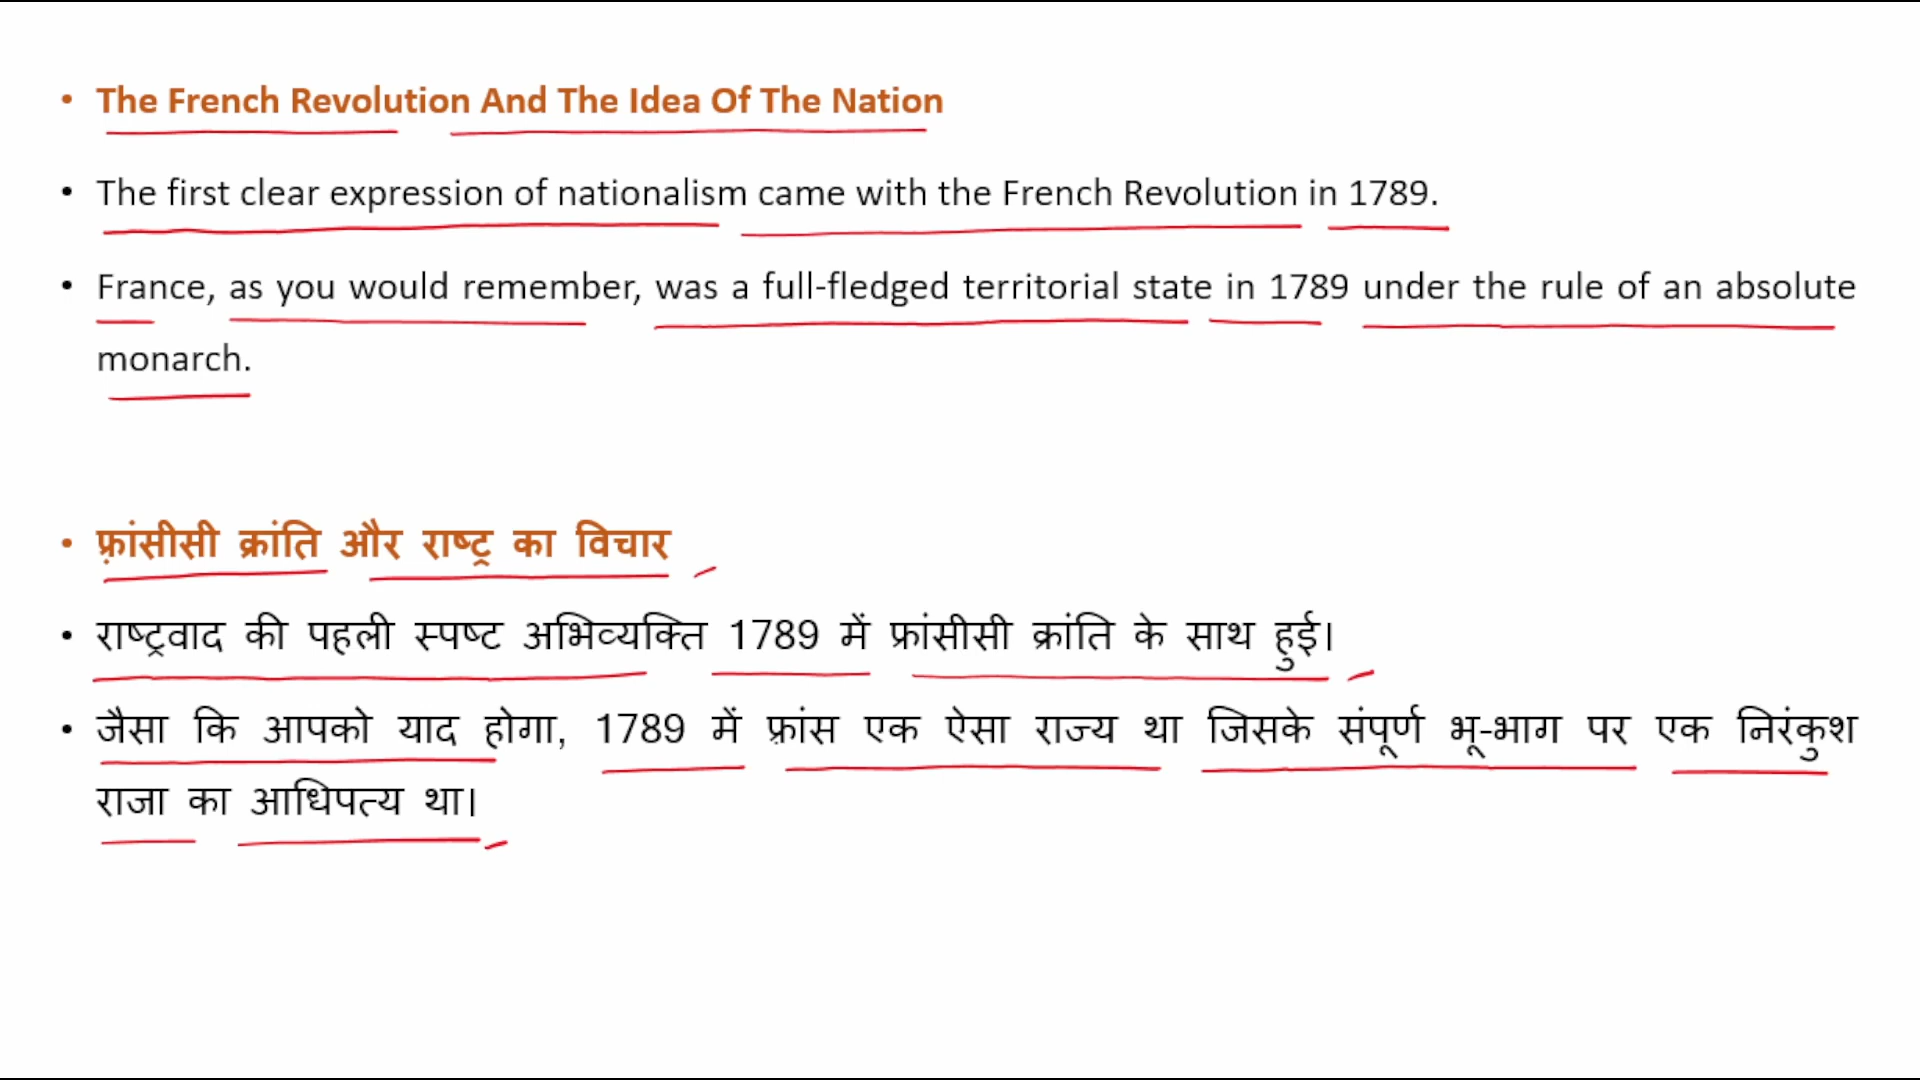 • The French Revolution And The Idea Of The Nation
• The first clear expression of nationalism came with the French Revolution in 1789.
• France, as you would remember, was a full-fledged territorial state in 1789 under the rule of an absolute
monarch.
• फ़्रांसीसी क्रांति और राष्ट्र का विचार
• राष्ट्रवाद की पहली स्पष्ट अभिव्यक्ति 1789 में फ्रांसीसी क्रांति के साथ हुई।
• जैसा कि आपको याद होगा, 1789 में फ़्रांस एक ऐसा राज्य था जिसके संपूर्ण भू-भाग पर एक निरंकुश
राजा का आधिपत्य था।